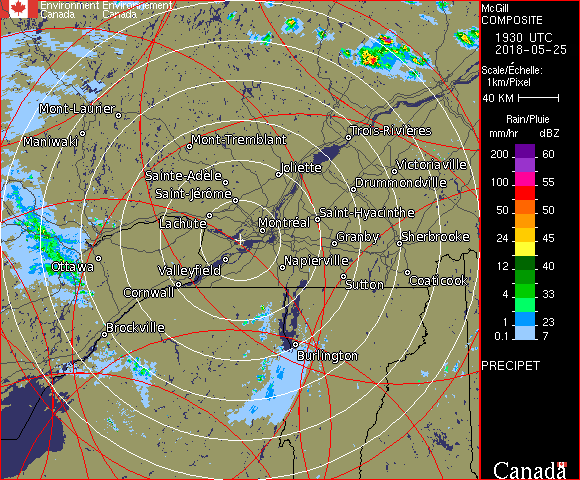 Environment Environnement
Canada Canada
McGill
COMPOSITE
1930 UTC
2018-05-25
Scale/Échelle:
1km/Pixel
40 KM
Rain/Pluie
mm/hr dBZ
200 60
150 57
100 55
50 50
24 45
12 40
4 33
1 23
0.1 7
PRECIPET
Canada
Mont-Laurier
Maniwaki
Mont-Tremblant
Trois-Rivières
Joliette
Victoriaville
Sainte-Adèle
Drummondville
Saint-Jérôme
Saint-Hyacinthe
Lachute
Montréal
Granby
Sherbrooke
Ottawa
Valleyfield
Napierville
Cornwall
Sutton
Coaticook
Brockville
Burlington